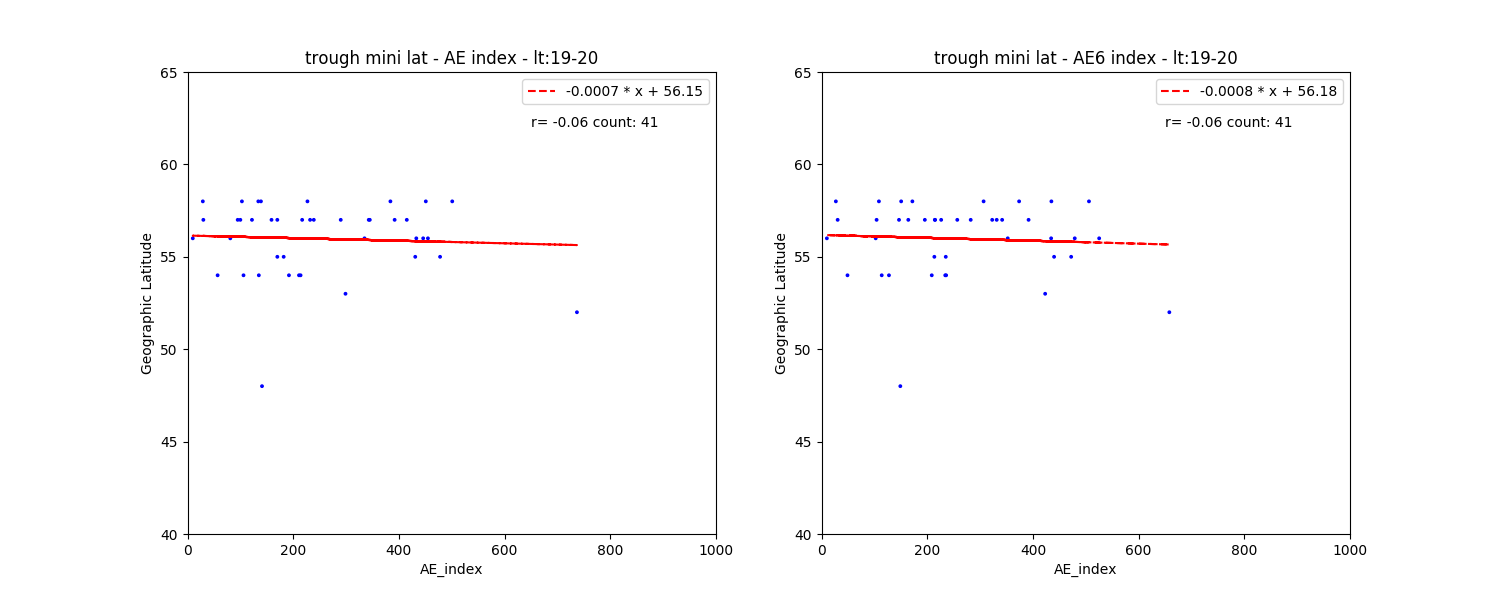 trough mini lat - AE index - lt:19-20
-0.0007 * x + 56.15
r= -0.06 count: 41
65
60
55
50
45
40
Geographic Latitude
0 200 400 600 800 1000
AE_index
trough mini lat - AE6 index - lt:19-20
-0.0008 * x + 56.18
r= -0.06 count: 41
65
60
55
50
45
40
Geographic Latitude
0 200 400 600 800 1000
AE_index